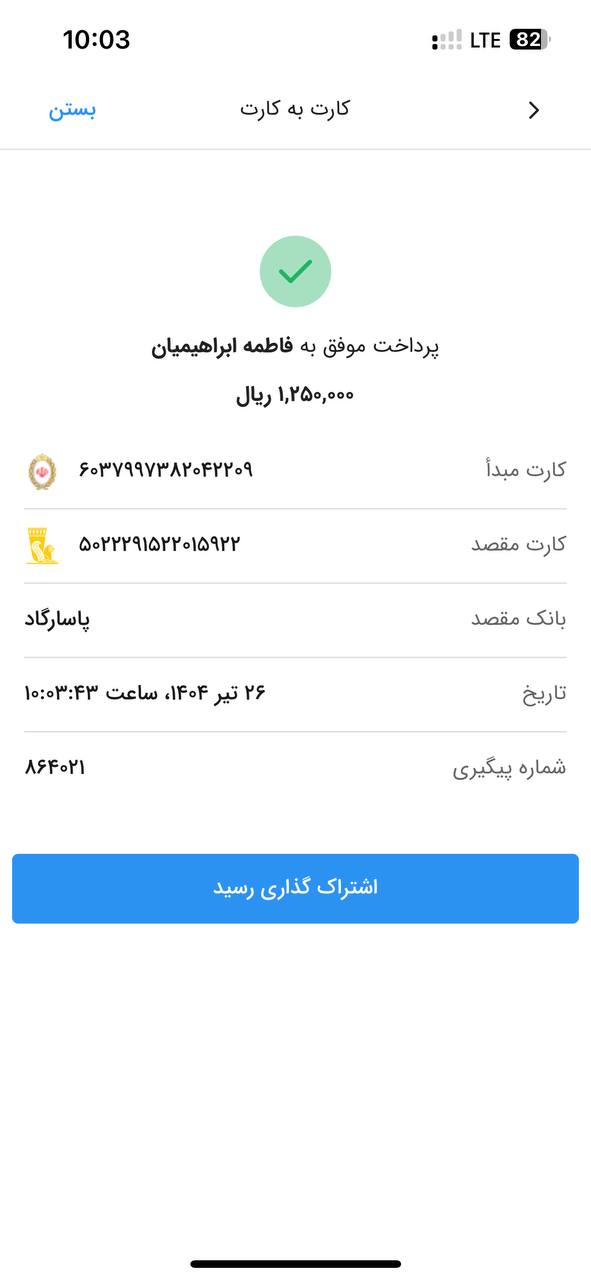 10:03 LTE 82
کارت به کارت بستن
پرداخت موفق به فاطمه ابراهیمیان
۱,۲۵۰,۰۰۰ ریال
کارت مبدأ ۶۰۳۷۹۹۷۳۸۲۰۴۲۲۰۹
کارت مقصد ۵۰۲۲۲۹۱۵۲۲۰۱۵۹۲۲
بانک مقصد پاسارگاد
تاریخ ۲۶ تیر ۱۴۰۴، ساعت ۱۰:۰۳:۴۳
شماره پیگیری ۸۶۴۰۲۱
اشتراک گذاری رسید